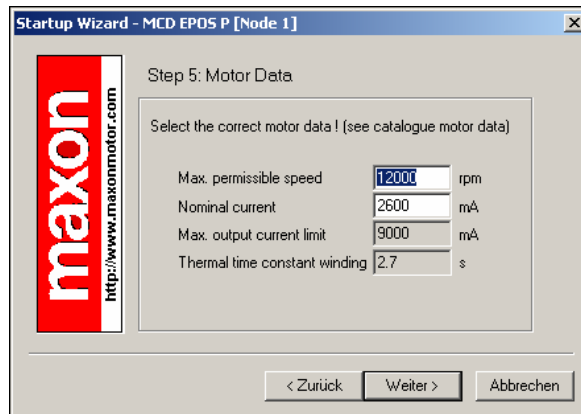 Startup Wizard - MCD EPOS P [Node 1]
maxon
http://www.maxonmotor.com
Step 5: Motor Data
Select the correct motor data ! (see catalogue motor data)
Max. permissible speed 12000 rpm
Nominal current 2600 mA
Max. output current limit 9000 mA
Thermal time constant winding 2.7 s
< Zurück Weiter > Abbrechen